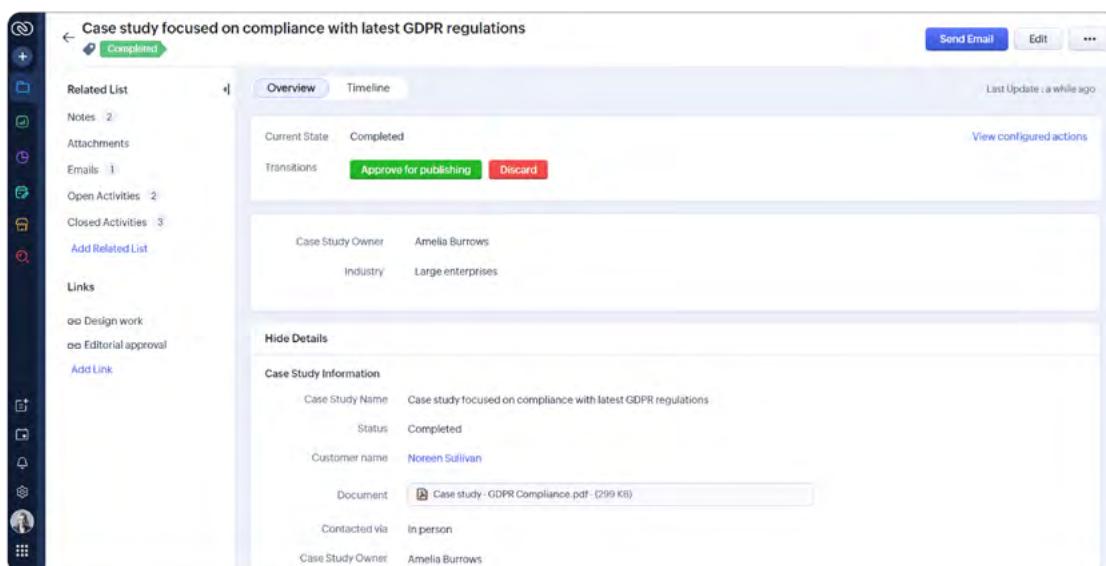 Case study focused on compliance with latest GDPR regulations
Completed
Send Email
Edit
Related List
Notes 2
Attachments
Emails 1
Open Activities 2
Closed Activities 3
Add Related List
Links
Design work
Editorial approval
Add Link
Overview
Timeline
Last Update : a while ago
Current State Completed
View configured actions
Transitions Approve for publishing Discard
Case Study Owner Amelia Burrows
Industry Large enterprises
Hide Details
Case Study Information
Case Study Name Case study focused on compliance with latest GDPR regulations
Status Completed
Customer name Noreen Sullivan
Document Case study - GDPR Compliance.pdf - (299 KB)
Contacted via In person
Case Study Owner Amelia Burrows